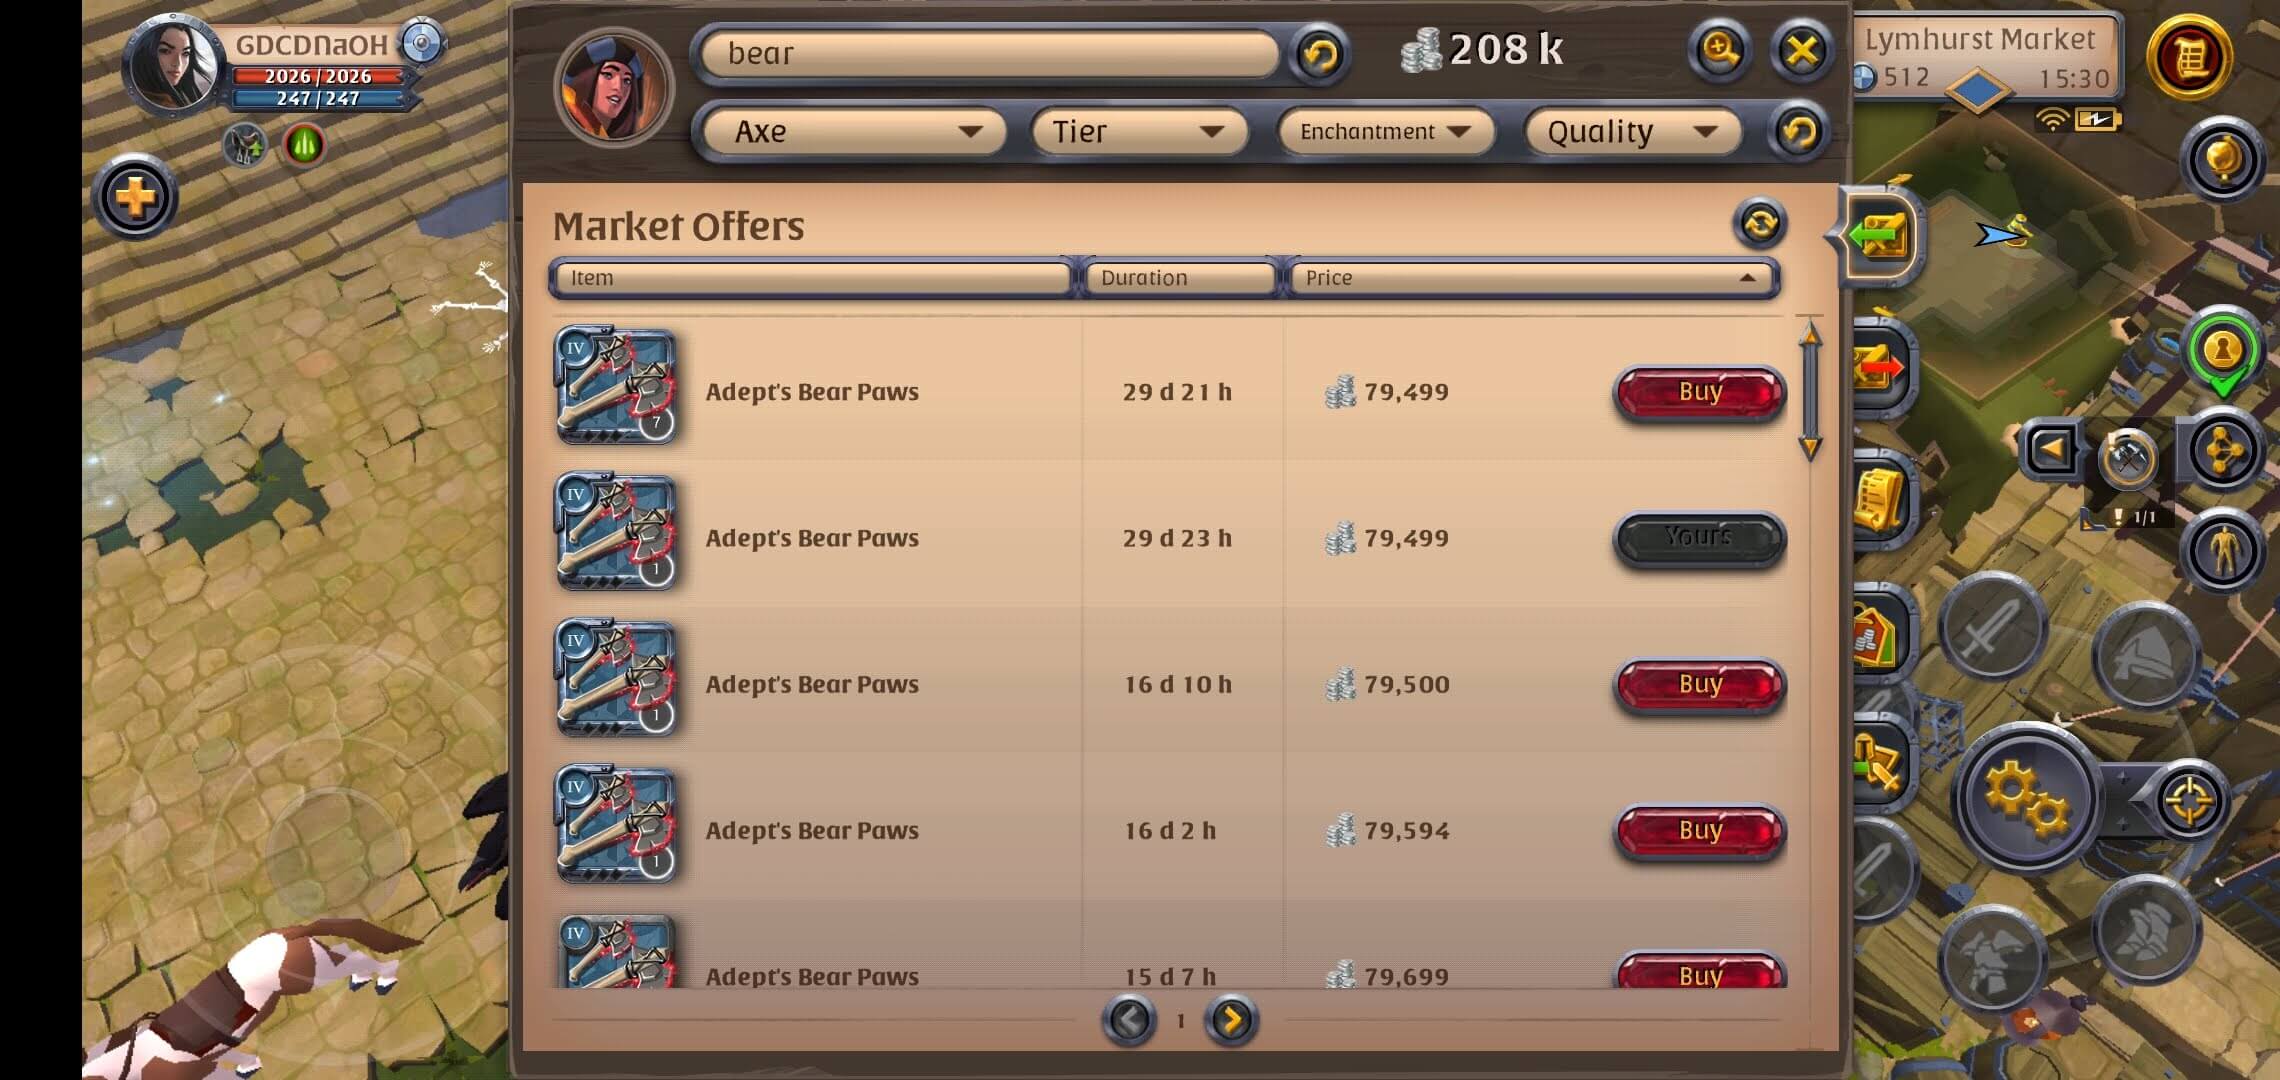 GDCDNaOH
2026/2026
247/247
bear
208 k
Axe
Tier
Enchantment
Quality
Lymhurst Market
512
15:30
Market Offers
Item
Duration
Price
IV
7
Adept's Bear Paws
29 d 21 h
79,499
Buy
IV
1
Adept's Bear Paws
29 d 23 h
79,499
Yours
IV
1
Adept's Bear Paws
16 d 10 h
79,500
Buy
IV
1
Adept's Bear Paws
16 d 2 h
79,594
Buy
IV
Adept's Bear Paws
15 d 7 h
79,699
Buy
1
! 1/1